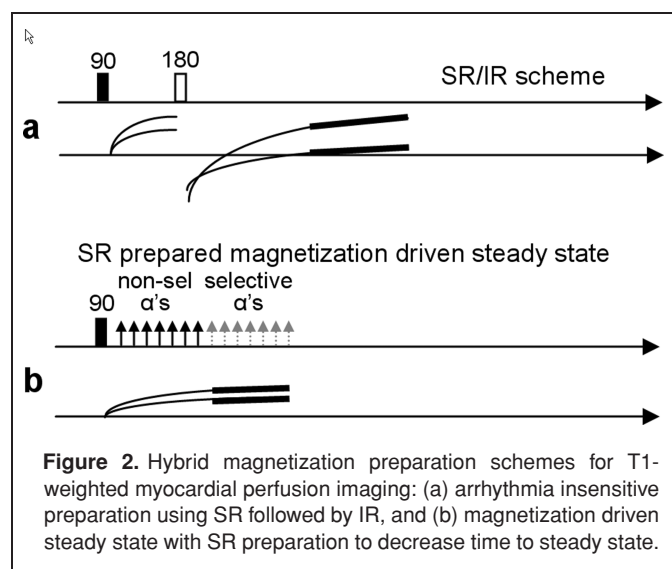 90 180
SR/IR scheme
a
SR prepared magnetization driven steady state
non-sel selective
90 α's α's
b
Figure 2. Hybrid magnetization preparation schemes for T1-
weighted myocardial perfusion imaging: (a) arrhythmia insensitive
preparation using SR followed by IR, and (b) magnetization driven
steady state with SR preparation to decrease time to steady state.